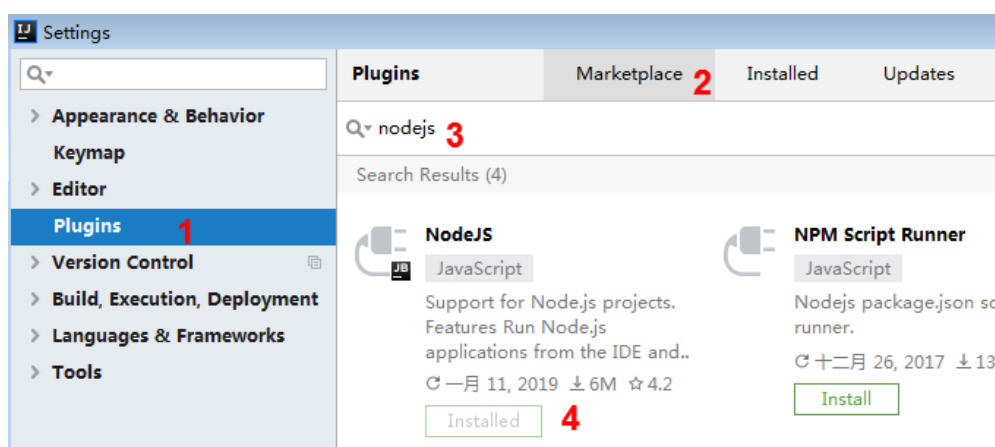 IJ Settings
Plugins Marketplace 2 Installed Updates
Appearance & Behavior
nodejs 3
Keymap
Search Results (4)
Editor
Plugins 1
NodeJS
NPM Script Runner
Version Control
JB JavaScript
JavaScript
Build, Execution, Deployment
Support for Node.js projects.
Features Run Node.js
applications from the IDE and..
Nodejs package.json sc
runner.
Languages & Frameworks
Tools
一月 11, 2019 6M 4.2
十二月 26, 2017 13
Installed 4
Install